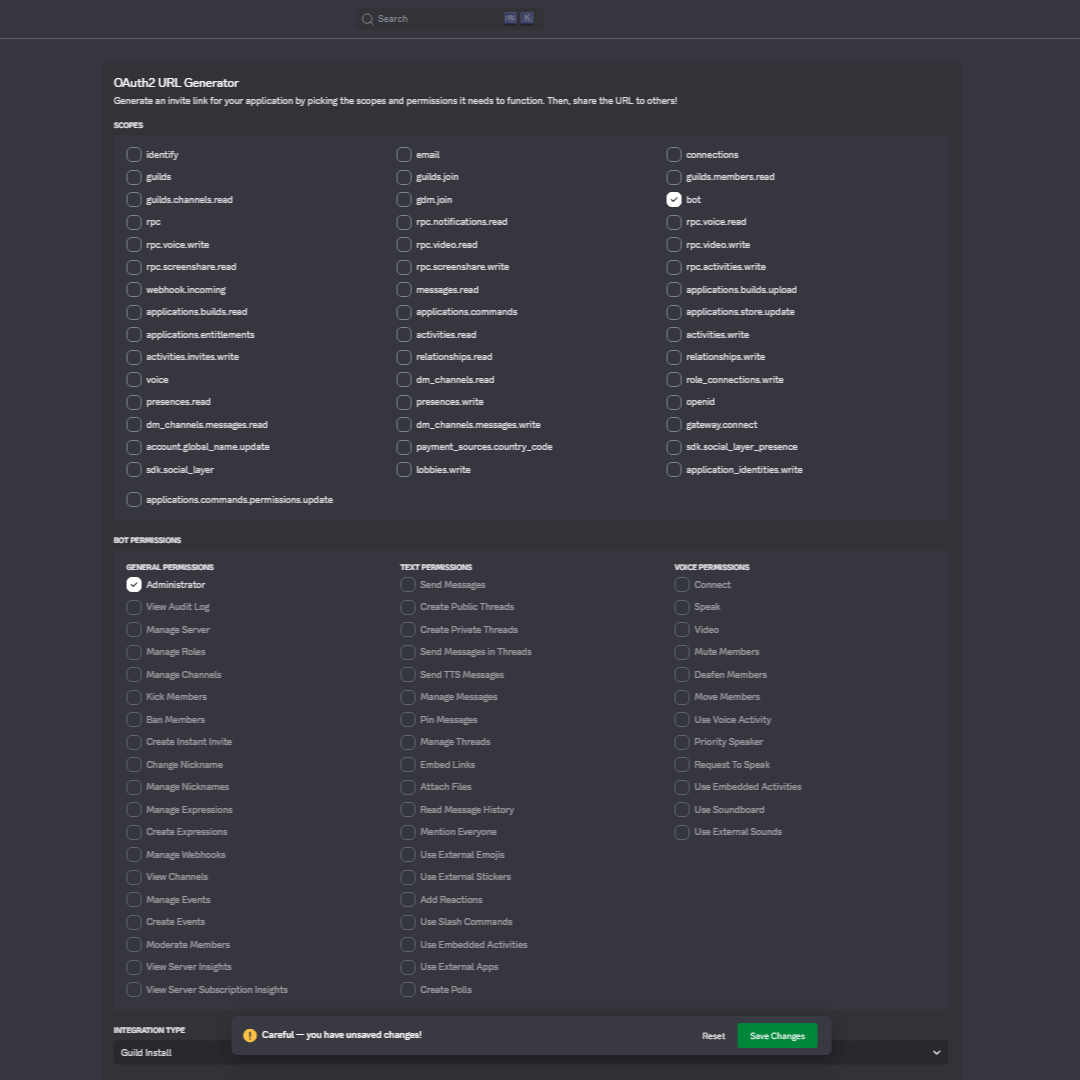 Search K
OAuth2 URL Generator
Generate an invite link for your application by picking the scopes and permissions it needs to function. Then, share the URL to others!
SCOPES
identify email connections
guilds guilds.join guilds.members.read
guilds.channels.read gdm.join bot
rpc rpc.notifications.read rpc.voice.read
rpc.voice.write rpc.video.read rpc.video.write
rpc.screenshare.read rpc.screenshare.write rpc.activities.write
webhook.incoming messages.read applications.builds.upload
applications.builds.read applications.commands applications.store.update
applications.entitlements activities.read activities.write
activities.invites.write relationships.read relationships.write
voice dm_channels.read role_connections.write
presences.read presences.write openid
dm_channels.messages.read dm_channels.messages.write gateway.connect
account.global_name.update payment_sources.country_code sdk.social_layer_presence
sdk.social_layer lobbies.write application_identities.write
applications.commands.permissions.update
BOT PERMISSIONS
GENERAL PERMISSIONS TEXT PERMISSIONS VOICE PERMISSIONS
Administrator Send Messages Connect
View Audit Log Create Public Threads Speak
Manage Server Create Private Threads Video
Manage Roles Send Messages in Threads Mute Members
Manage Channels Send TTS Messages Deafen Members
Kick Members Manage Messages Move Members
Ban Members Pin Messages Use Voice Activity
Create Instant Invite Manage Threads Priority Speaker
Change Nickname Embed Links Request To Speak
Manage Nicknames Attach Files Use Embedded Activities
Manage Expressions Read Message History Use Soundboard
Create Expressions Mention Everyone Use External Sounds
Manage Webhooks Use External Emojis
View Channels Use External Stickers
Manage Events Add Reactions
Create Events Use Slash Commands
Moderate Members Use Embedded Activities
View Server Insights Use External Apps
View Server Subscription Insights Create Polls
INTEGRATION TYPE
Careful — you have unsaved changes! Reset Save Changes
Guild Install